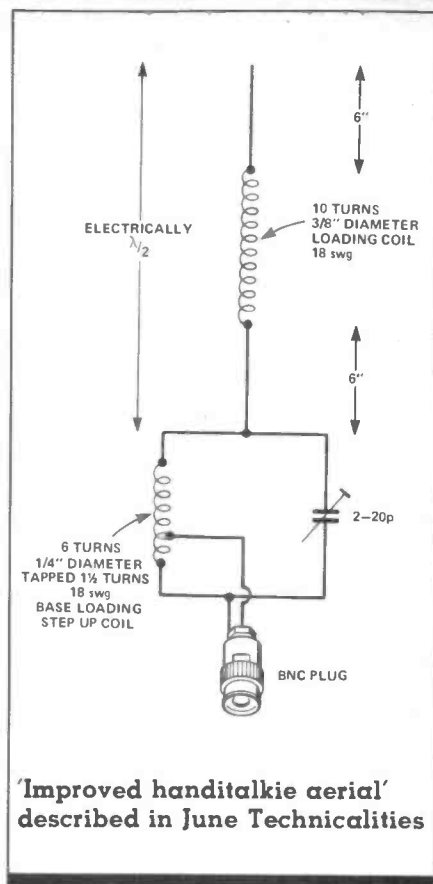 6"
ELECTRICALLY
λ/2
10 TURNS
3/8" DIAMETER
LOADING COIL
18 swg
6"
2–20p
6 TURNS
1/4" DIAMETER
TAPPED 1½ TURNS
18 swg
BASE LOADING
STEP UP COIL
BNC PLUG
'Improved handitalkie aerial'
described in June Technicalities